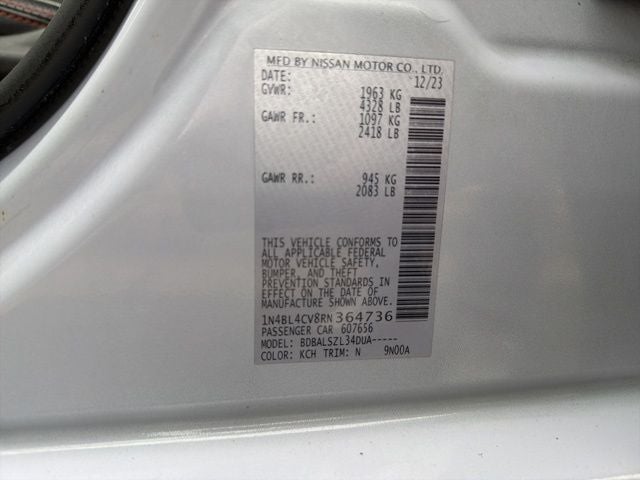 MFD BY NISSAN MOTOR CO., LTD.
DATE: 12/23
GVWR: 1963 KG
4328 LB
GAWR FR.: 1097 KG
2418 LB
GAWR RR.: 945 KG
2083 LB
THIS VEHICLE CONFORMS TO
ALL APPLICABLE FEDERAL
MOTOR VEHICLE SAFETY,
BUMPER, AND THEFT
PREVENTION STANDARDS IN
EFFECT ON THE DATE OF
MANUFACTURE SHOWN ABOVE.
1N4BL4CV8RN364736
PASSENGER CAR 607656
MODEL: BDBALSZL34DUA-----
COLOR: KCH TRIM: N 9N00A